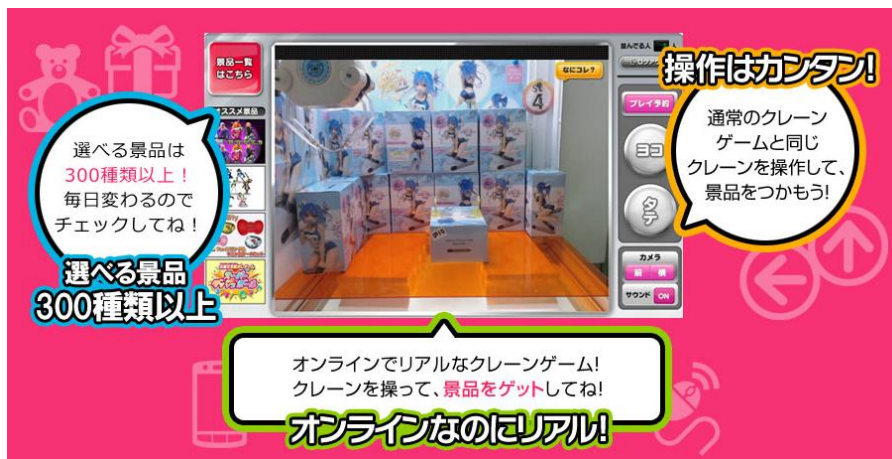 景品一覧
はこちら
オススメ景品
なにコレ?
4
並んでる人
人
操作はカンタン!
通常のクレーン
ゲームと同じ
クレーンを操作して、
景品をつかもう!
プレイ予約
ヨコ
タテ
カメラ
前 横
サウンド ON
選べる景品は
300種類以上!
毎日変わるので
チェックしてね!
選べる景品
300種類以上
オンラインでリアルなクレーンゲーム!
クレーンを操って、景品をゲットしてね!
オンラインなのにリアル!